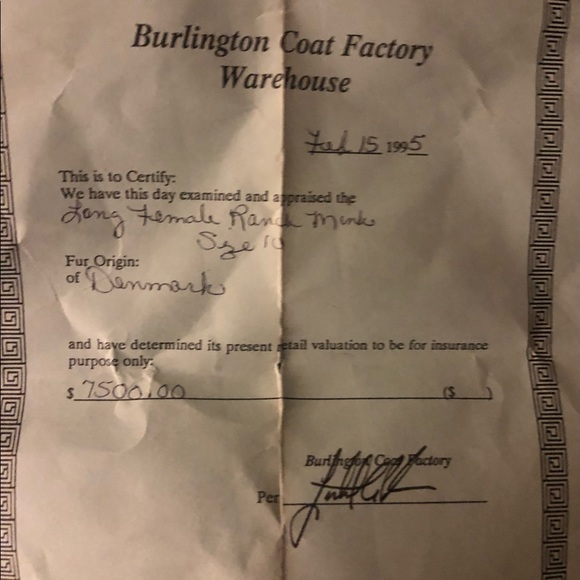 Burlington Coat Factory
Warehouse
Feb 15 1995
This is to Certify:
We have this day examined and appraised the
Long Female Ranch Mink
Size 10
Fur Origin:
of Denmark
and have determined its present retail valuation to be for insurance
purpose only:
$ 7500.00 ($ )
Burlington Coat Factory
Per